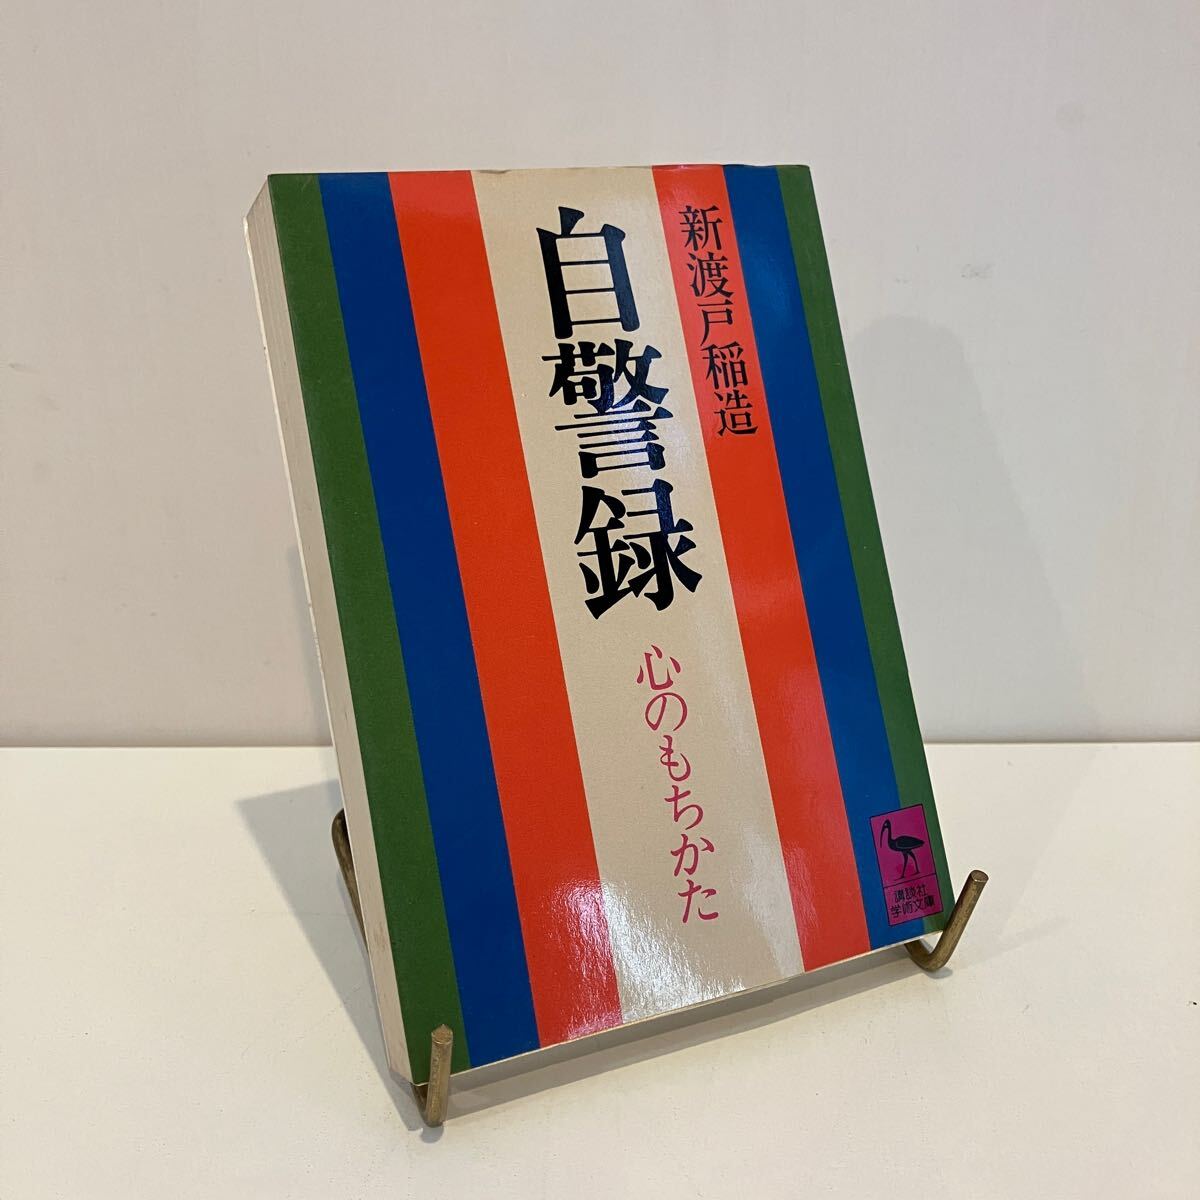 新渡戸稲造
自警録
心のもちかた
講談社
学術文庫